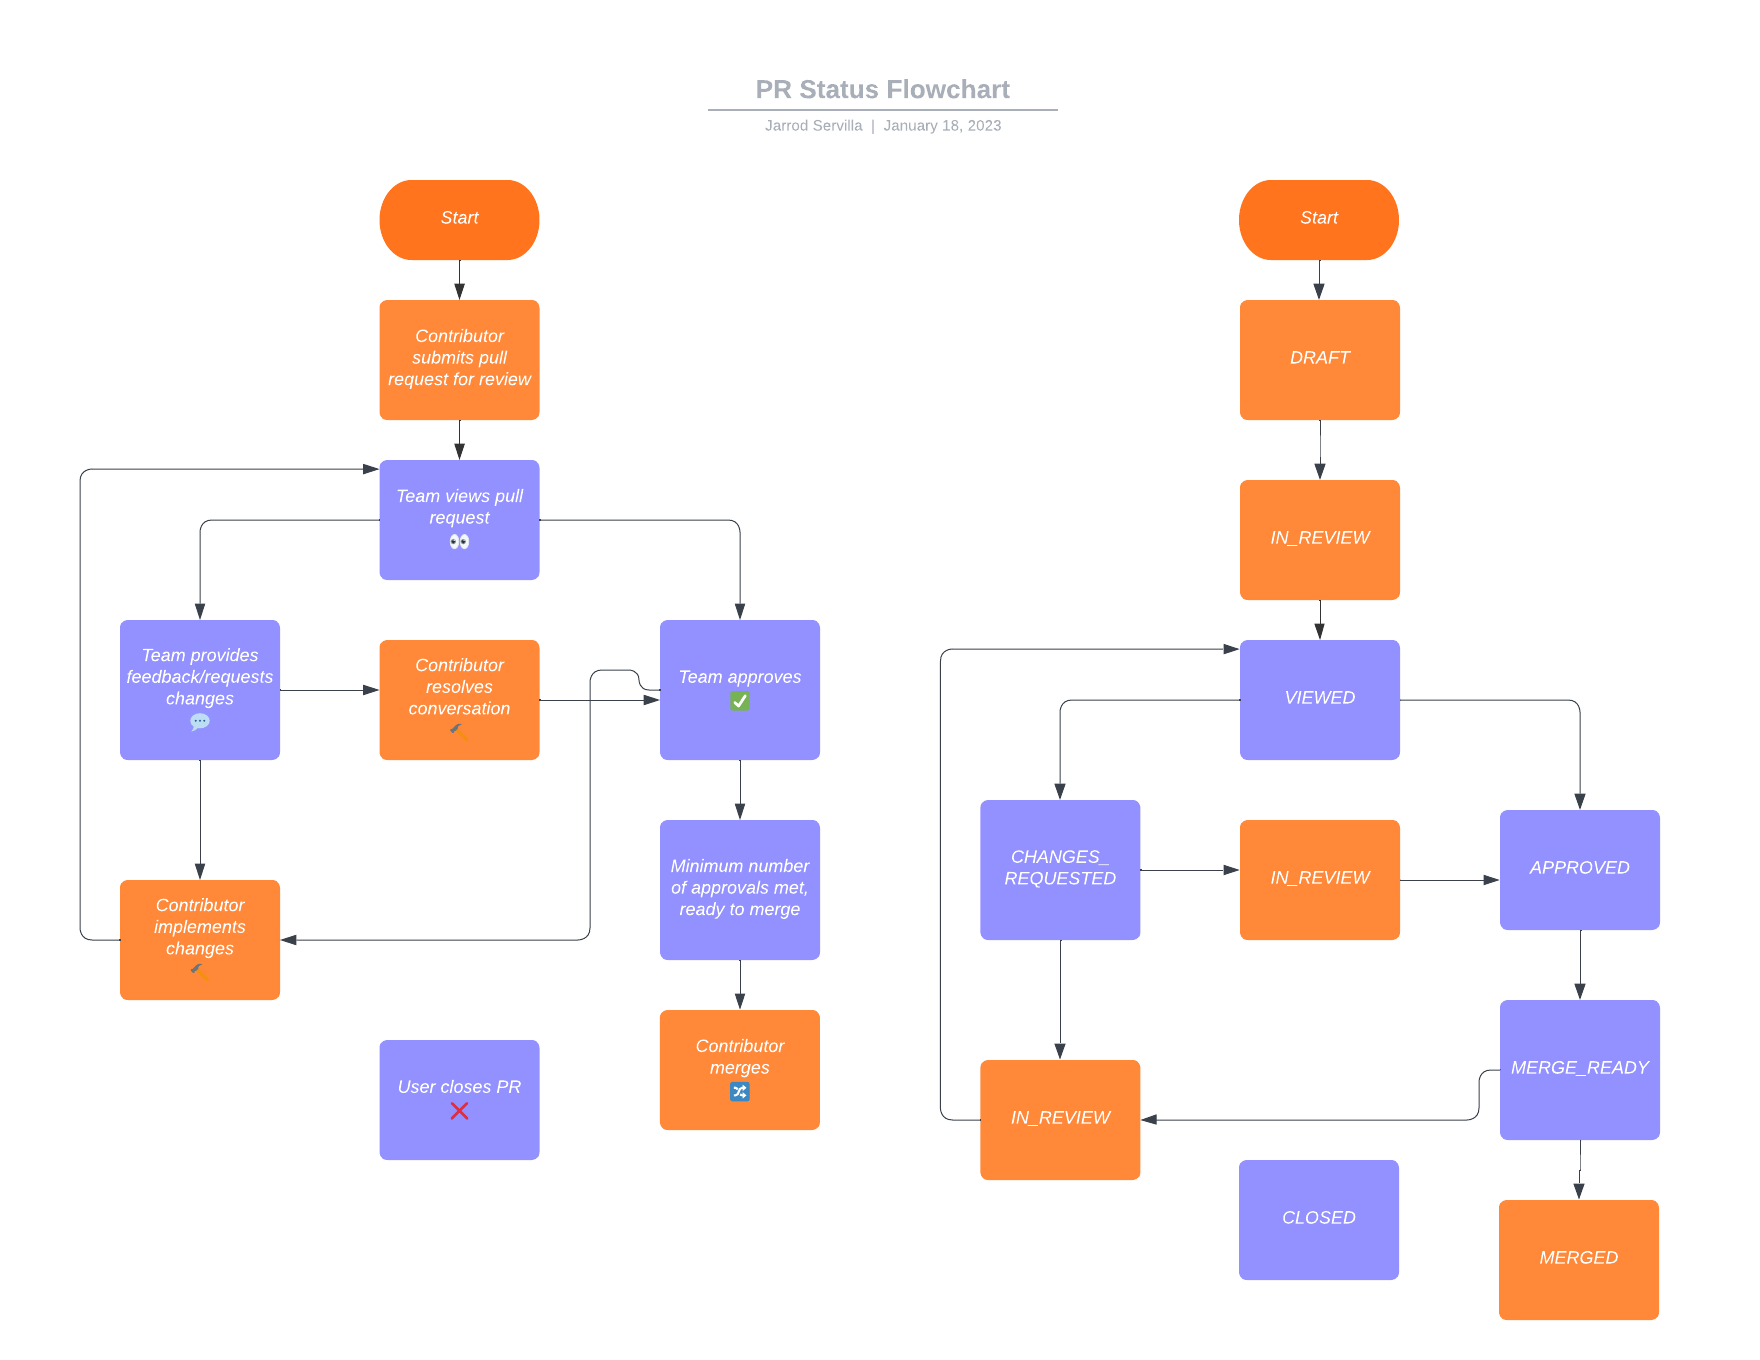 PR Status Flowchart
Jarrod Servilla | January 18, 2023
Start
Contributor
submits pull
request for review
Team views pull
request
👀
Team provides
feedback/requests
changes
💬
Contributor
resolves
conversation
🔨
Team approves
✅
Minimum number
of approvals met,
ready to merge
Contributor
implements
changes
🔨
Contributor
merges
🔀
User closes PR
❌
Start
DRAFT
IN_REVIEW
VIEWED
CHANGES_
REQUESTED
IN_REVIEW
APPROVED
MERGE_READY
IN_REVIEW
CLOSED
MERGED